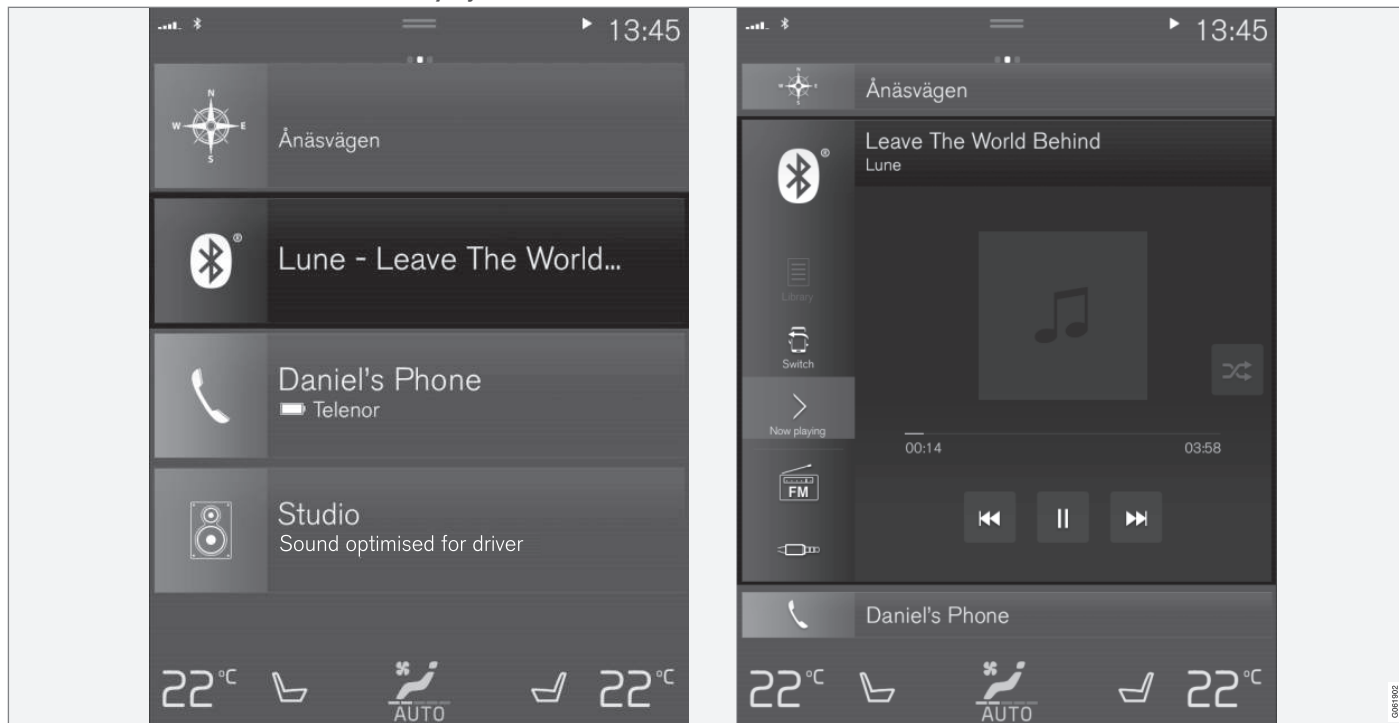 13:45
N
W
E
S
Ånäsvägen
®
Lune - Leave The World...
Daniel's Phone
Telenor
Studio
Sound optimised for driver
22°C
AUTO
22°C
13:45
N
W
E
S
Ånäsvägen
®
Leave The World Behind
Lune
Library
Switch
Now playing
00:14
03:58
FM
Daniel's Phone
22°C
AUTO
22°C
G061902